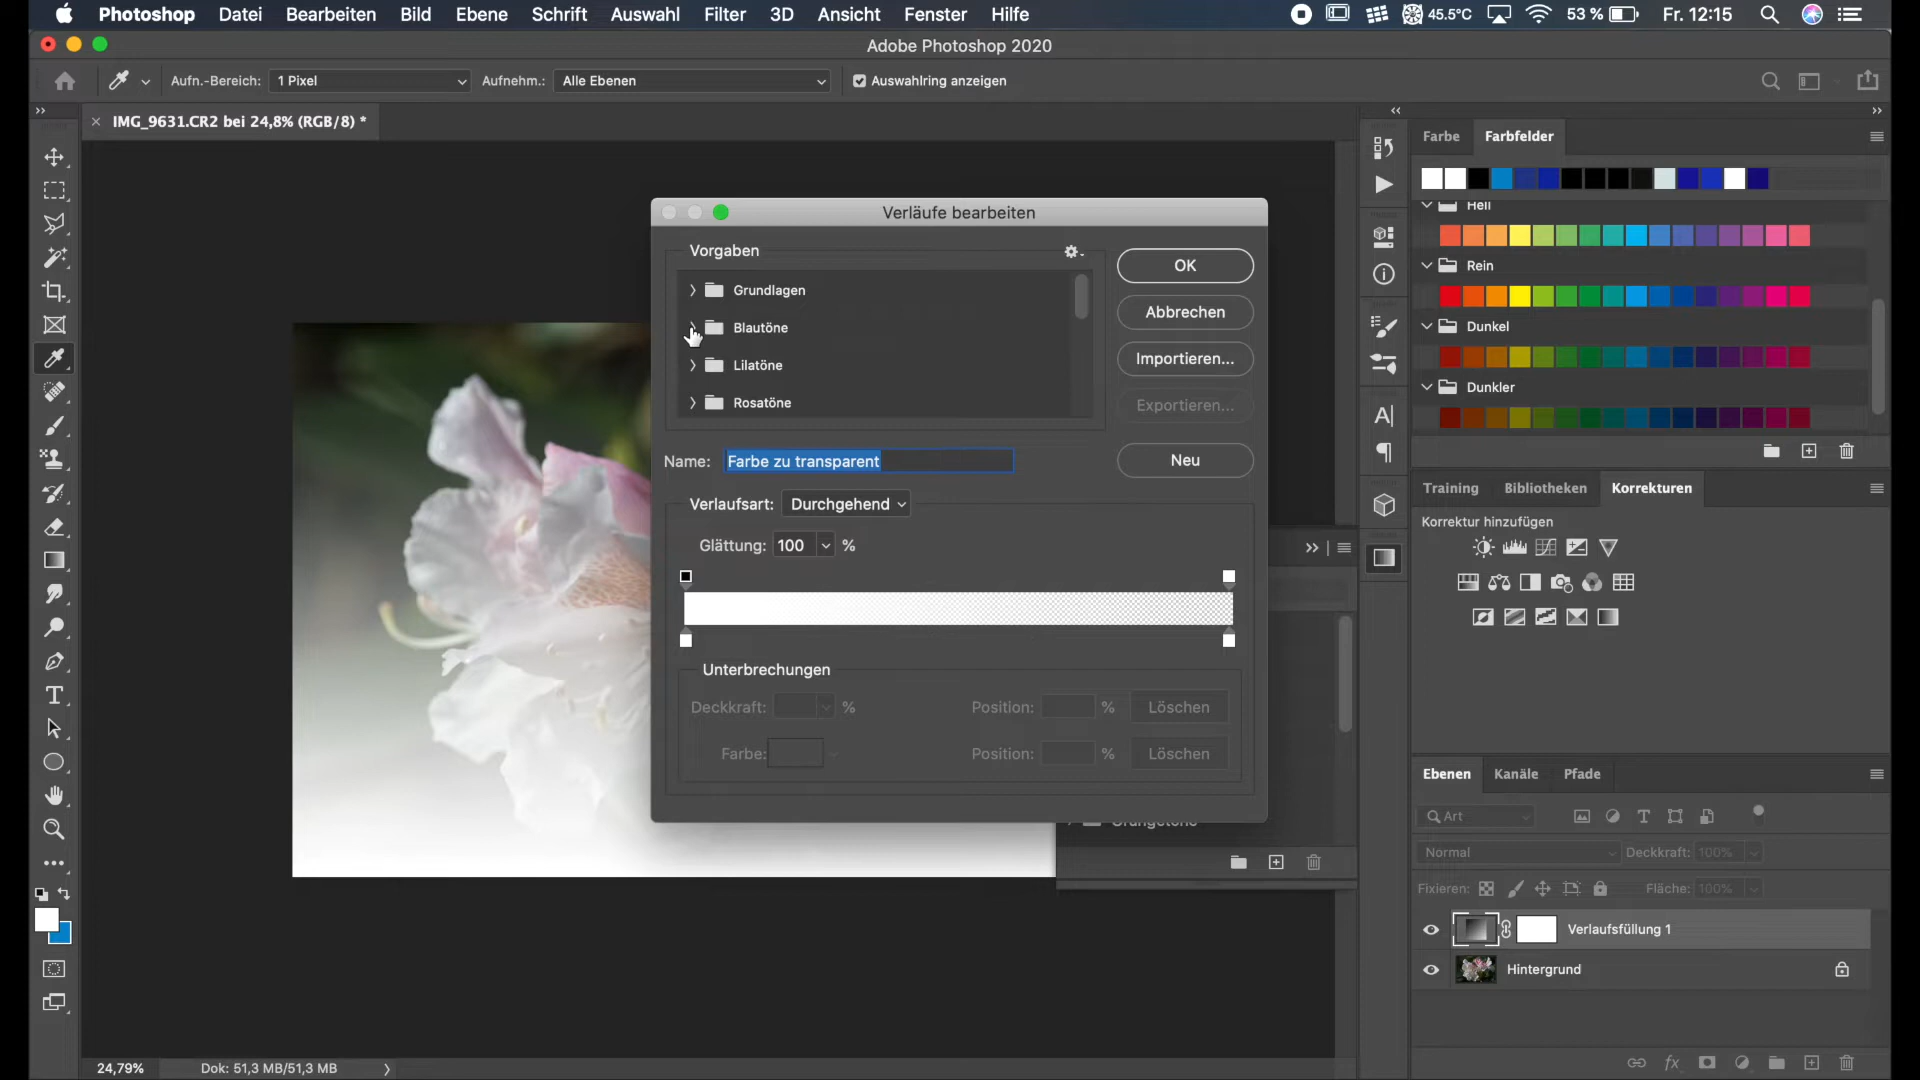 Photoshop Datei Bearbeiten Bild Ebene Schrift Auswahl Filter 3D Ansicht Fenster Hilfe 45.5°C 53 % Fr. 12:15
Adobe Photoshop 2020
Aufn.-Bereich: 1 Pixel Aufnehm.: Alle Ebenen Auswahlring anzeigen
IMG_9631.CR2 bei 24,8% (RGB/8) *
Farbe Farbfelder
Hell
Rein
Dunkel
Dunkler
Verläufe bearbeiten
Vorgaben
Grundlagen
Blautöne
Lilatöne
Rosatöne
OK
Abbrechen
Importieren...
Exportieren...
Name: Farbe zu transparent
Neu
Verlaufsart: Durchgehend
Glättung: 100 %
Unterbrechungen
Deckkraft: % Position: % Löschen
Farbe: Position: % Löschen
Training Bibliotheken Korrekturen
Korrektur hinzufügen
Orangetöne
Ebenen Kanäle Pfade
Art
Normal Deckkraft: 100%
Fixieren: Fläche: 100%
Verlaufsfüllung 1
Hintergrund
fx
24,79% Dok: 51,3 MB/51,3 MB